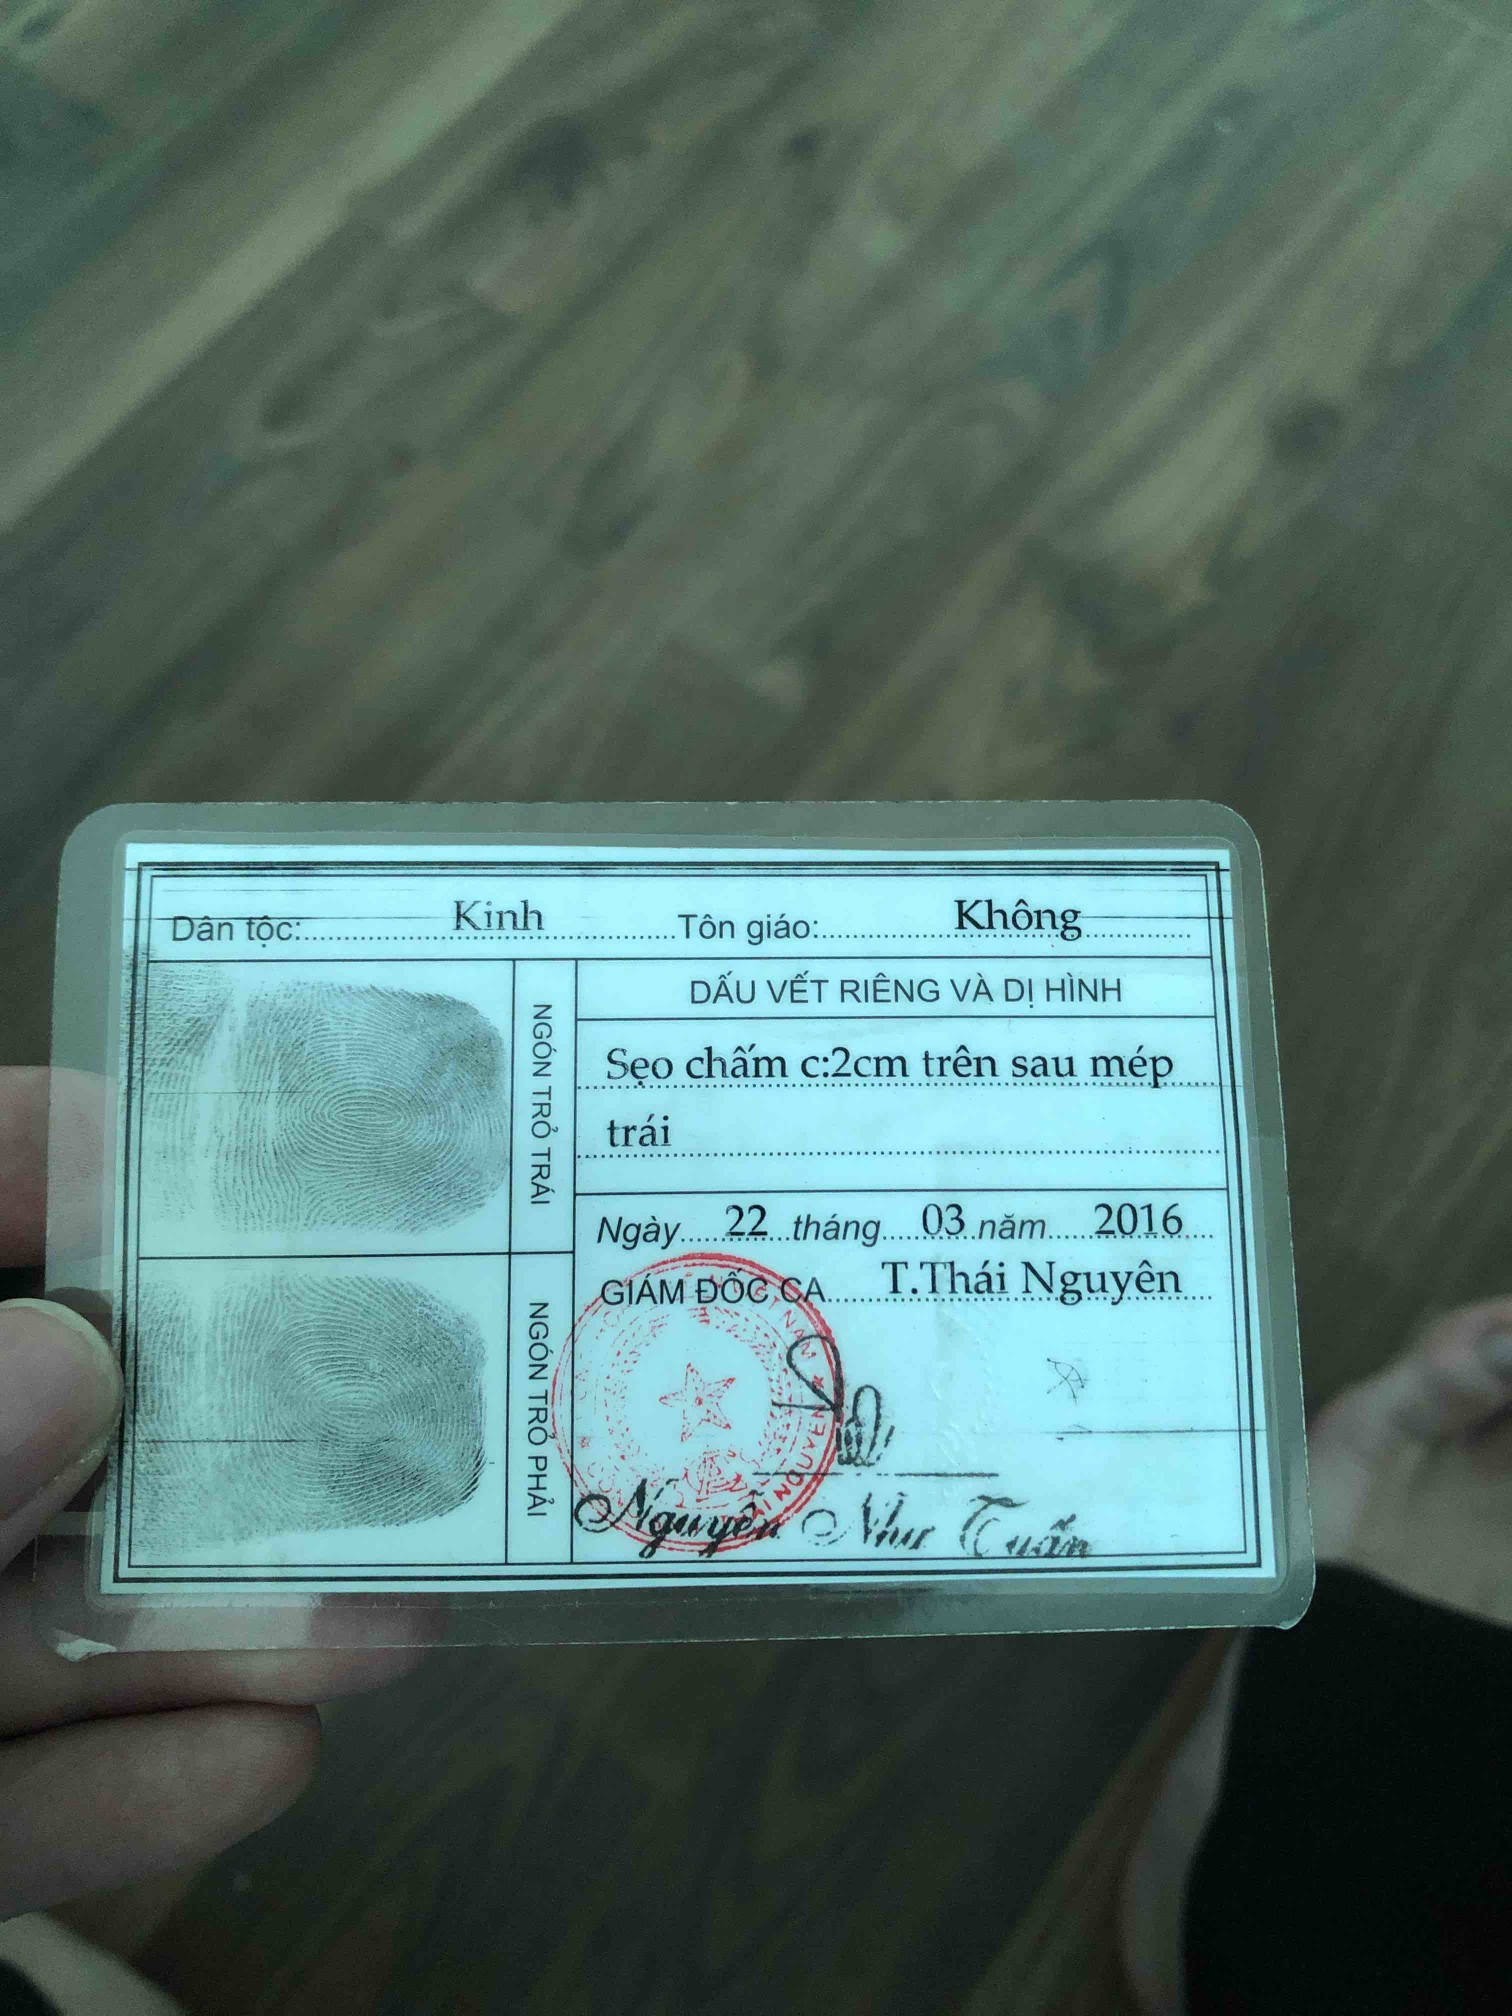 Dân tộc: Kinh Tôn giáo: Không
NGÓN TRỎ TRÁI
DẤU VẾT RIÊNG VÀ DỊ HÌNH
Sẹo chấm c:2cm trên sau mép
trái
Ngày 22 tháng 03 năm 2016
GIÁM ĐỐC CA T.Thái Nguyên
NGÓN TRỎ PHẢI
Nguyễn Như Tuấn